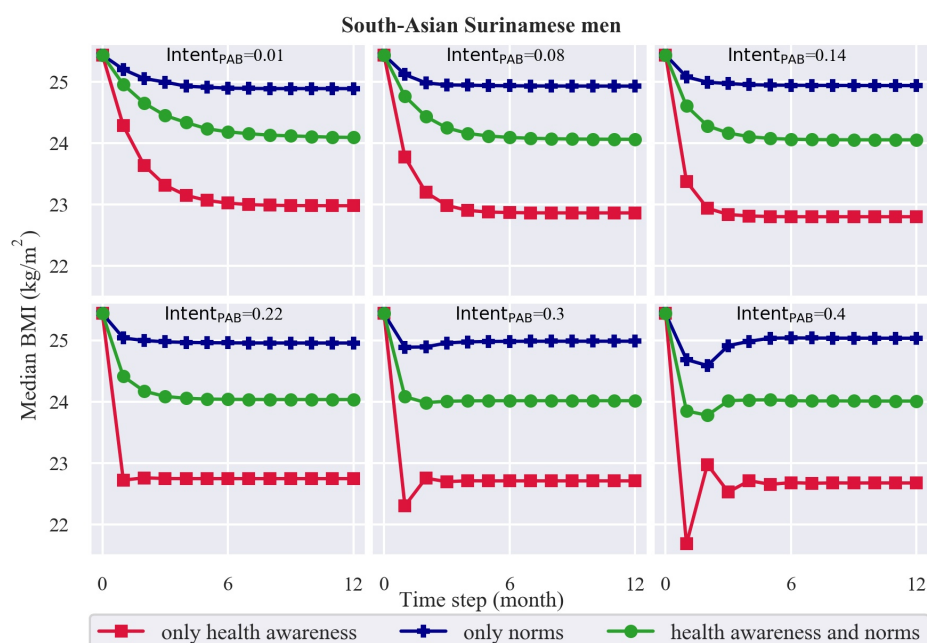 South-Asian Surinamese men
Intent_PAB=0.01
Intent_PAB=0.08
Intent_PAB=0.14
25
24
23
22
Intent_PAB=0.22
Intent_PAB=0.3
Intent_PAB=0.4
25
24
23
22
Median BMI (kg/m²)
0 6 12 0 6 12 0 6 12
Time step (month)
only health awareness only norms health awareness and norms